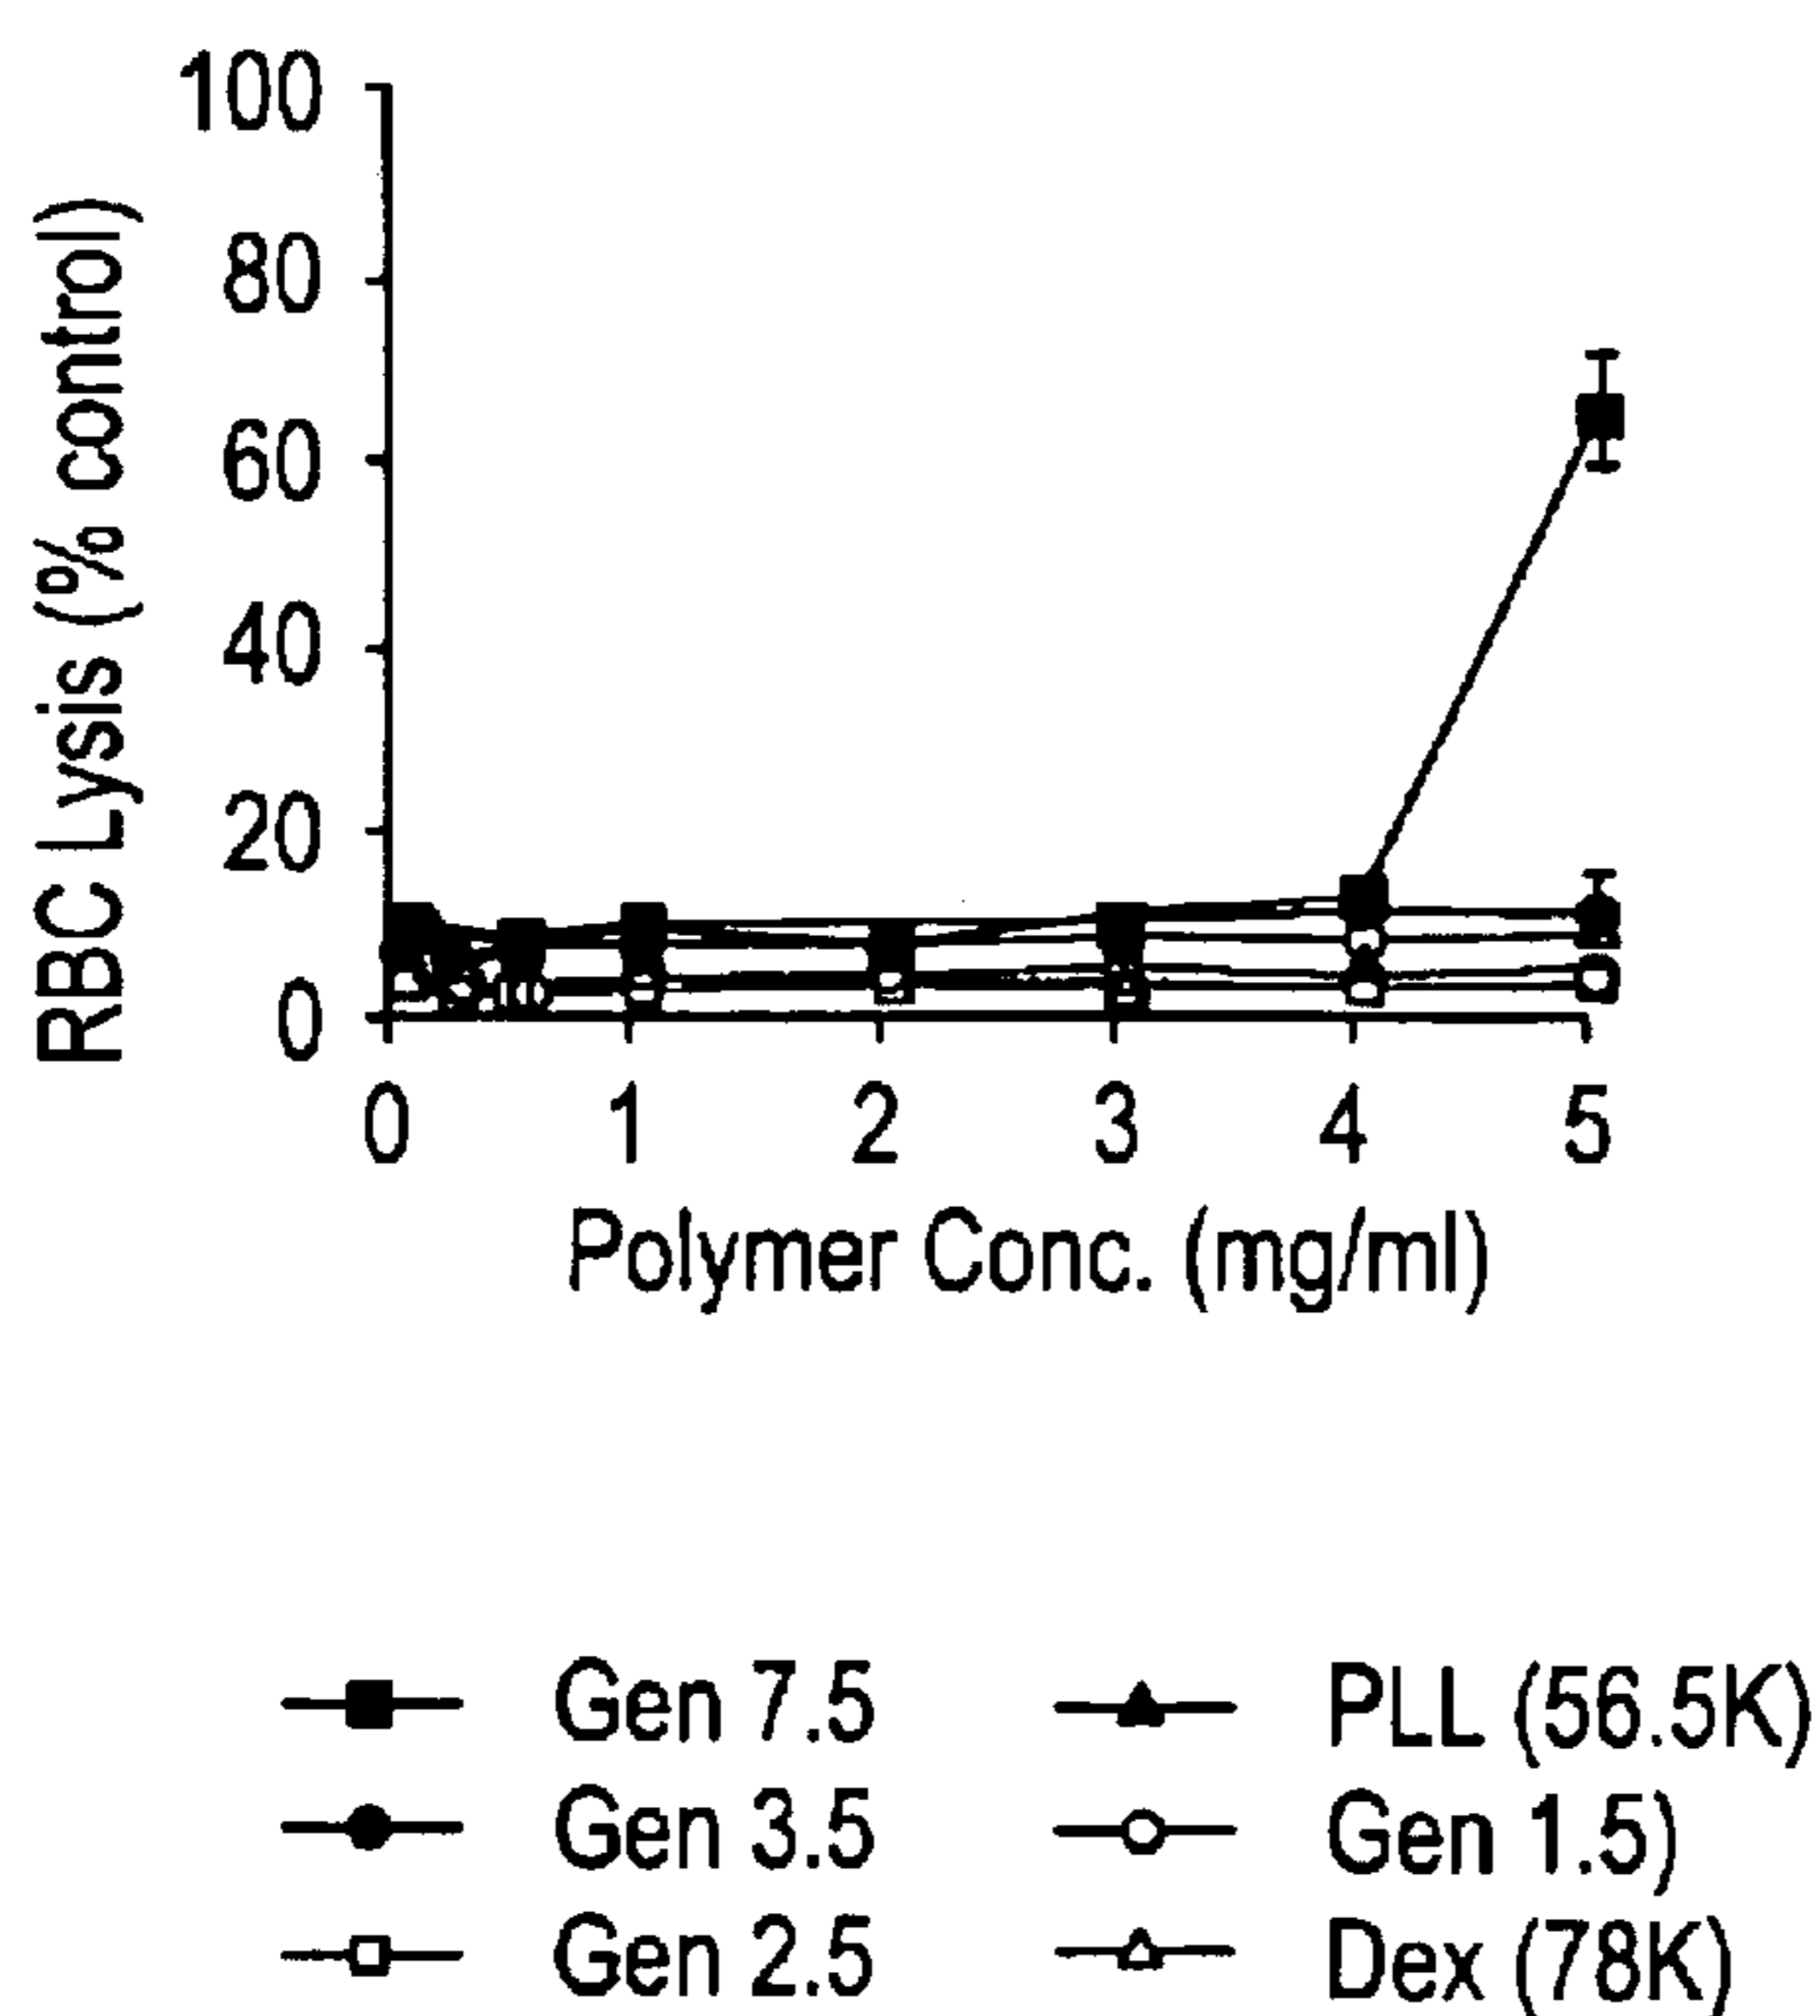 RBC Lysis (% control)
100
80
60
40
20
0
0 1 2 3 4 5
Polymer Conc. (mg/ml)
Gen 7.5 PLL (56.5K)
Gen 3.5 Gen 1.5)
Gen 2.5 Dex (78K)